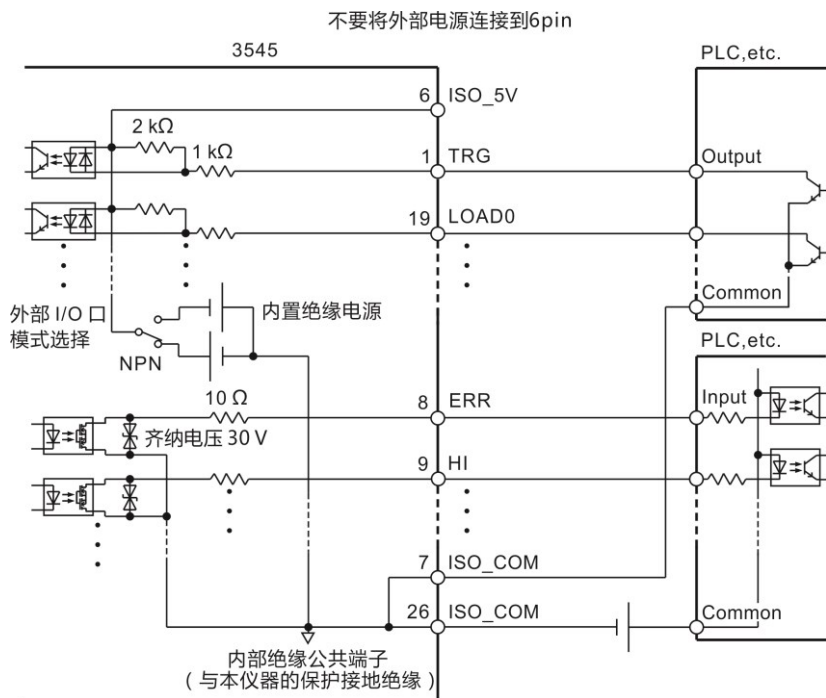 不要将外部电源连接到6pin
3545
PLC,etc.
6 ISO_5V
2 kΩ
1 kΩ
1 TRG
Output
19 LOAD0
Common
外部 I/O 口
模式选择
内置绝缘电源
NPN
PLC,etc.
10 Ω
8 ERR
Input
齐纳电压 30 V
9 HI
7 ISO_COM
26 ISO_COM
Common
内部绝缘公共端子
(与本仪器的保护接地绝缘)